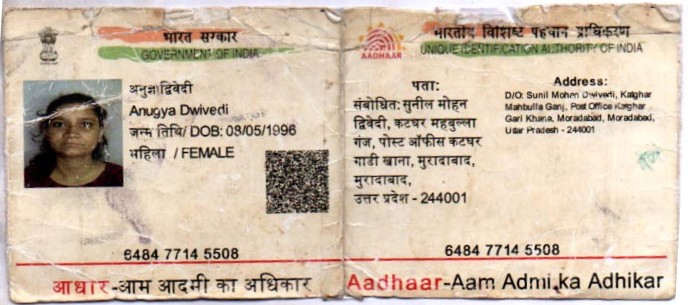 भारत सरकार
GOVERNMENT OF INDIA
अनुज्ञा द्विवेदी
Anugya Dwivedi
जन्म तिथि/ DOB: 03/05/1996
महिला / FEMALE
6484 7714 5508
आधार-आम आदमी का अधिकार
भारतीय विशिष्ट पहचान प्राधिकरण
UNIQUE IDENTIFICATION AUTHORITY OF INDIA
AADHAAR
पता:
संबोधित: सुनील मोहन
द्विवेदी, कटघर महबुल्ला
गंज, पोस्ट ऑफीस कटघर
गाडी खाना, मुरादाबाद,
मुरादाबाद,
उत्तर प्रदेश - 244001
Address:
D/O: Sunil Mohan Dwivedi, Katghar
Mahbulla Ganj, Post Office Katghar
Gari Khana, Moradabad, Moradabad,
Uttar Pradesh - 244001
6484 7714 5508
Aadhaar-Aam Admi ka Adhikar